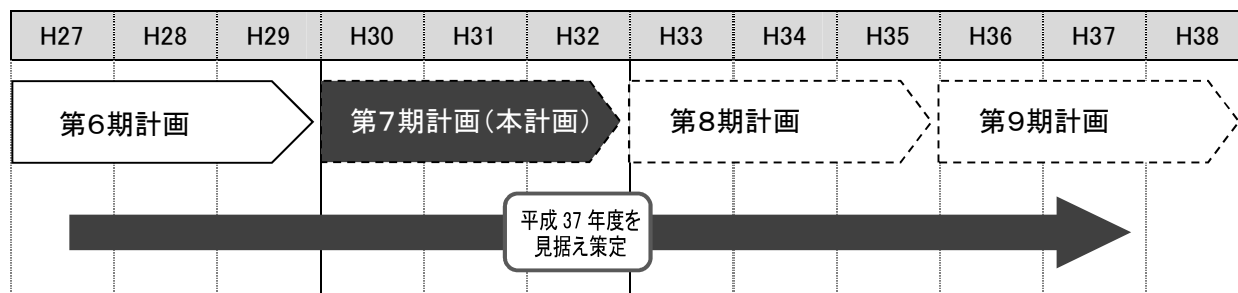 H27 H28 H29 H30 H31 H32 H33 H34 H35 H36 H37 H38
第6期計画 第7期計画(本計画) 第8期計画 第9期計画
平成 37 年度を
見据え策定